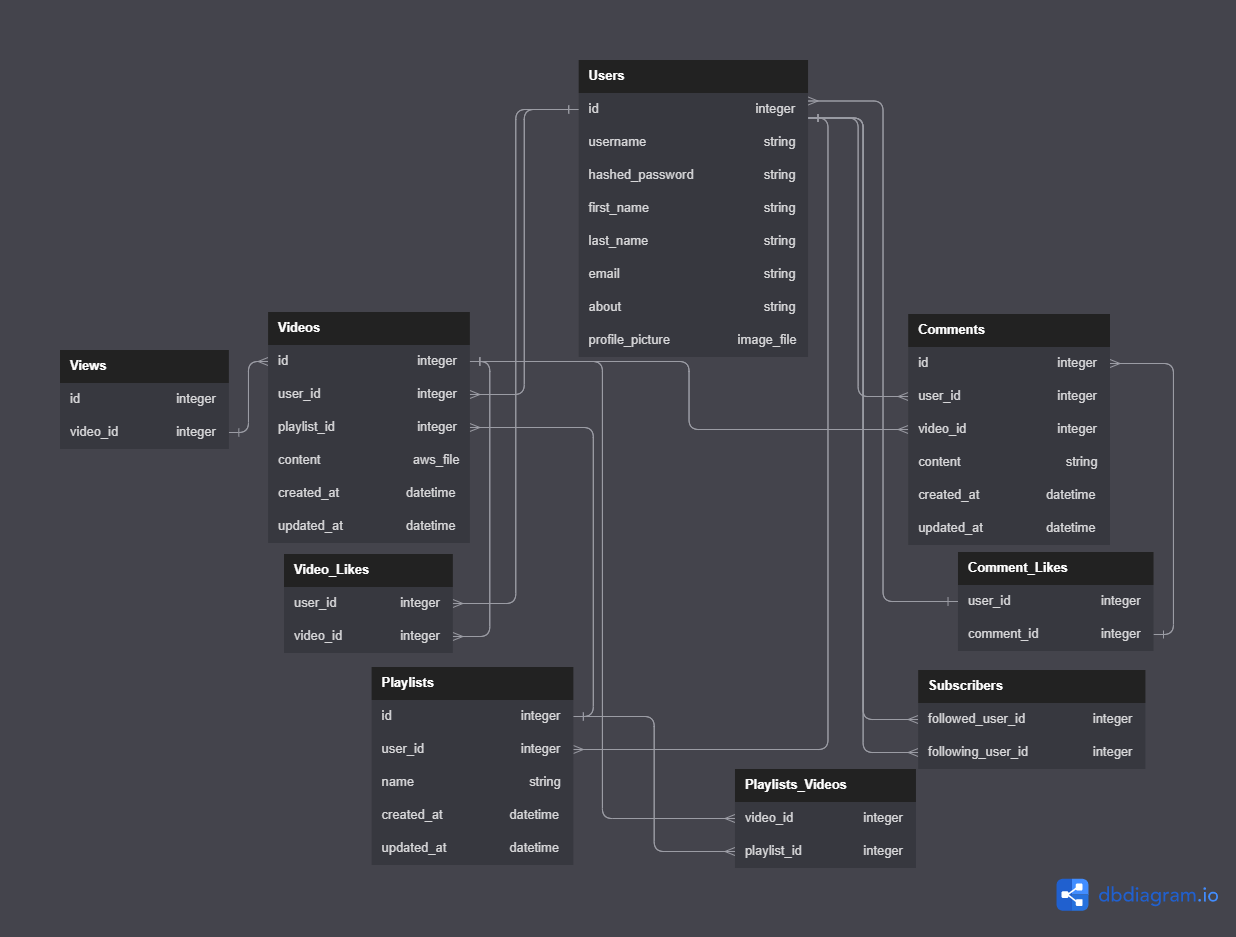 Users
id integer
username string
hashed_password string
first_name string
last_name string
email string
about string
profile_picture image_file
Videos
id integer
user_id integer
playlist_id integer
content aws_file
created_at datetime
updated_at datetime
Views
id integer
video_id integer
Comments
id integer
user_id integer
video_id integer
content string
created_at datetime
updated_at datetime
Video_Likes
user_id integer
video_id integer
Comment_Likes
user_id integer
comment_id integer
Playlists
id integer
user_id integer
name string
created_at datetime
updated_at datetime
Subscribers
followed_user_id integer
following_user_id integer
Playlists_Videos
video_id integer
playlist_id integer
dbdiagram.io